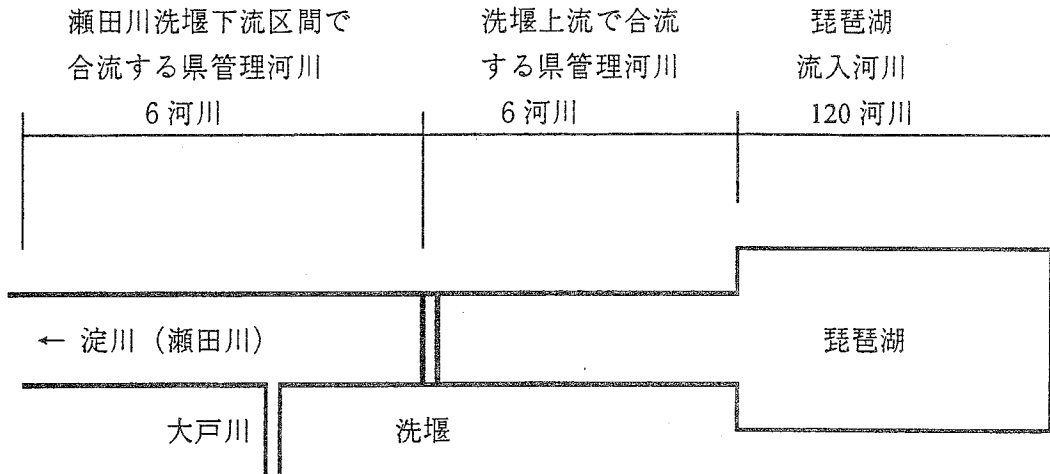 瀬田川洗堰下流区間で
合流する県管理河川
6河川
洗堰上流で合流
する県管理河川
6河川
琵琶湖
流入河川
120河川
← 淀川（瀬田川）
琵琶湖
大戸川
洗堰